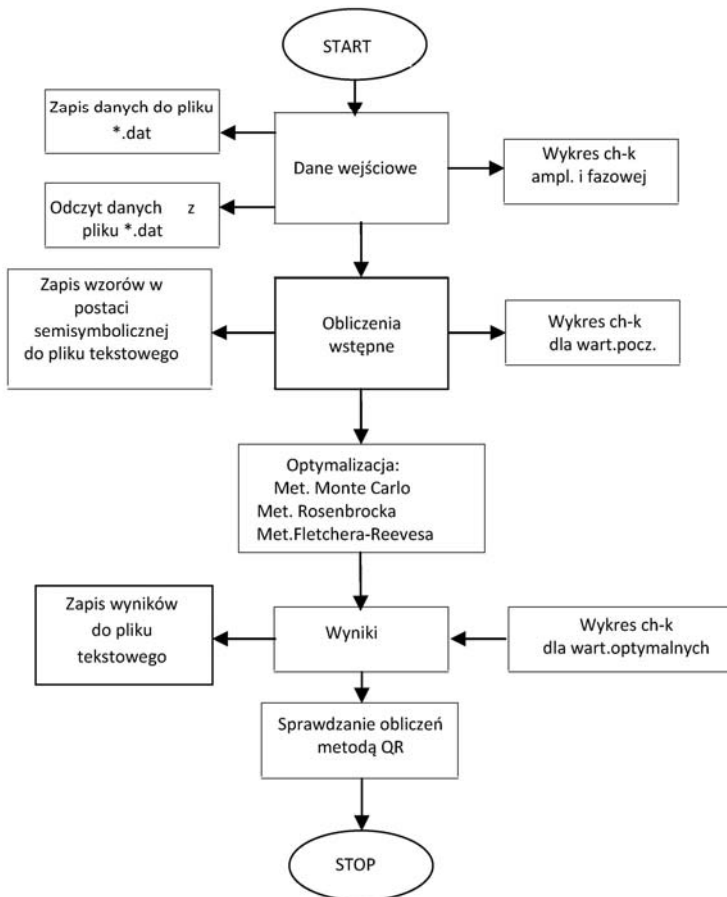 START
Zapis danych do pliku
*.dat
Dane wejściowe
Wykres ch-k
ampl. i fazowej
Odczyt danych z
pliku *.dat
Zapis wzorów w
postaci
semisymbolicznej
do pliku tekstowego
Obliczenia
wstępne
Wykres ch-k
dla wart.pocz.
Optymalizacja:
Met. Monte Carlo
Met. Rosenbrocka
Met.Fletchera-Reevesa
Zapis wyników
do pliku
tekstowego
Wyniki
Wykres ch-k
dla wart.optymalnych
Sprawdzanie obliczeń
metodą QR
STOP